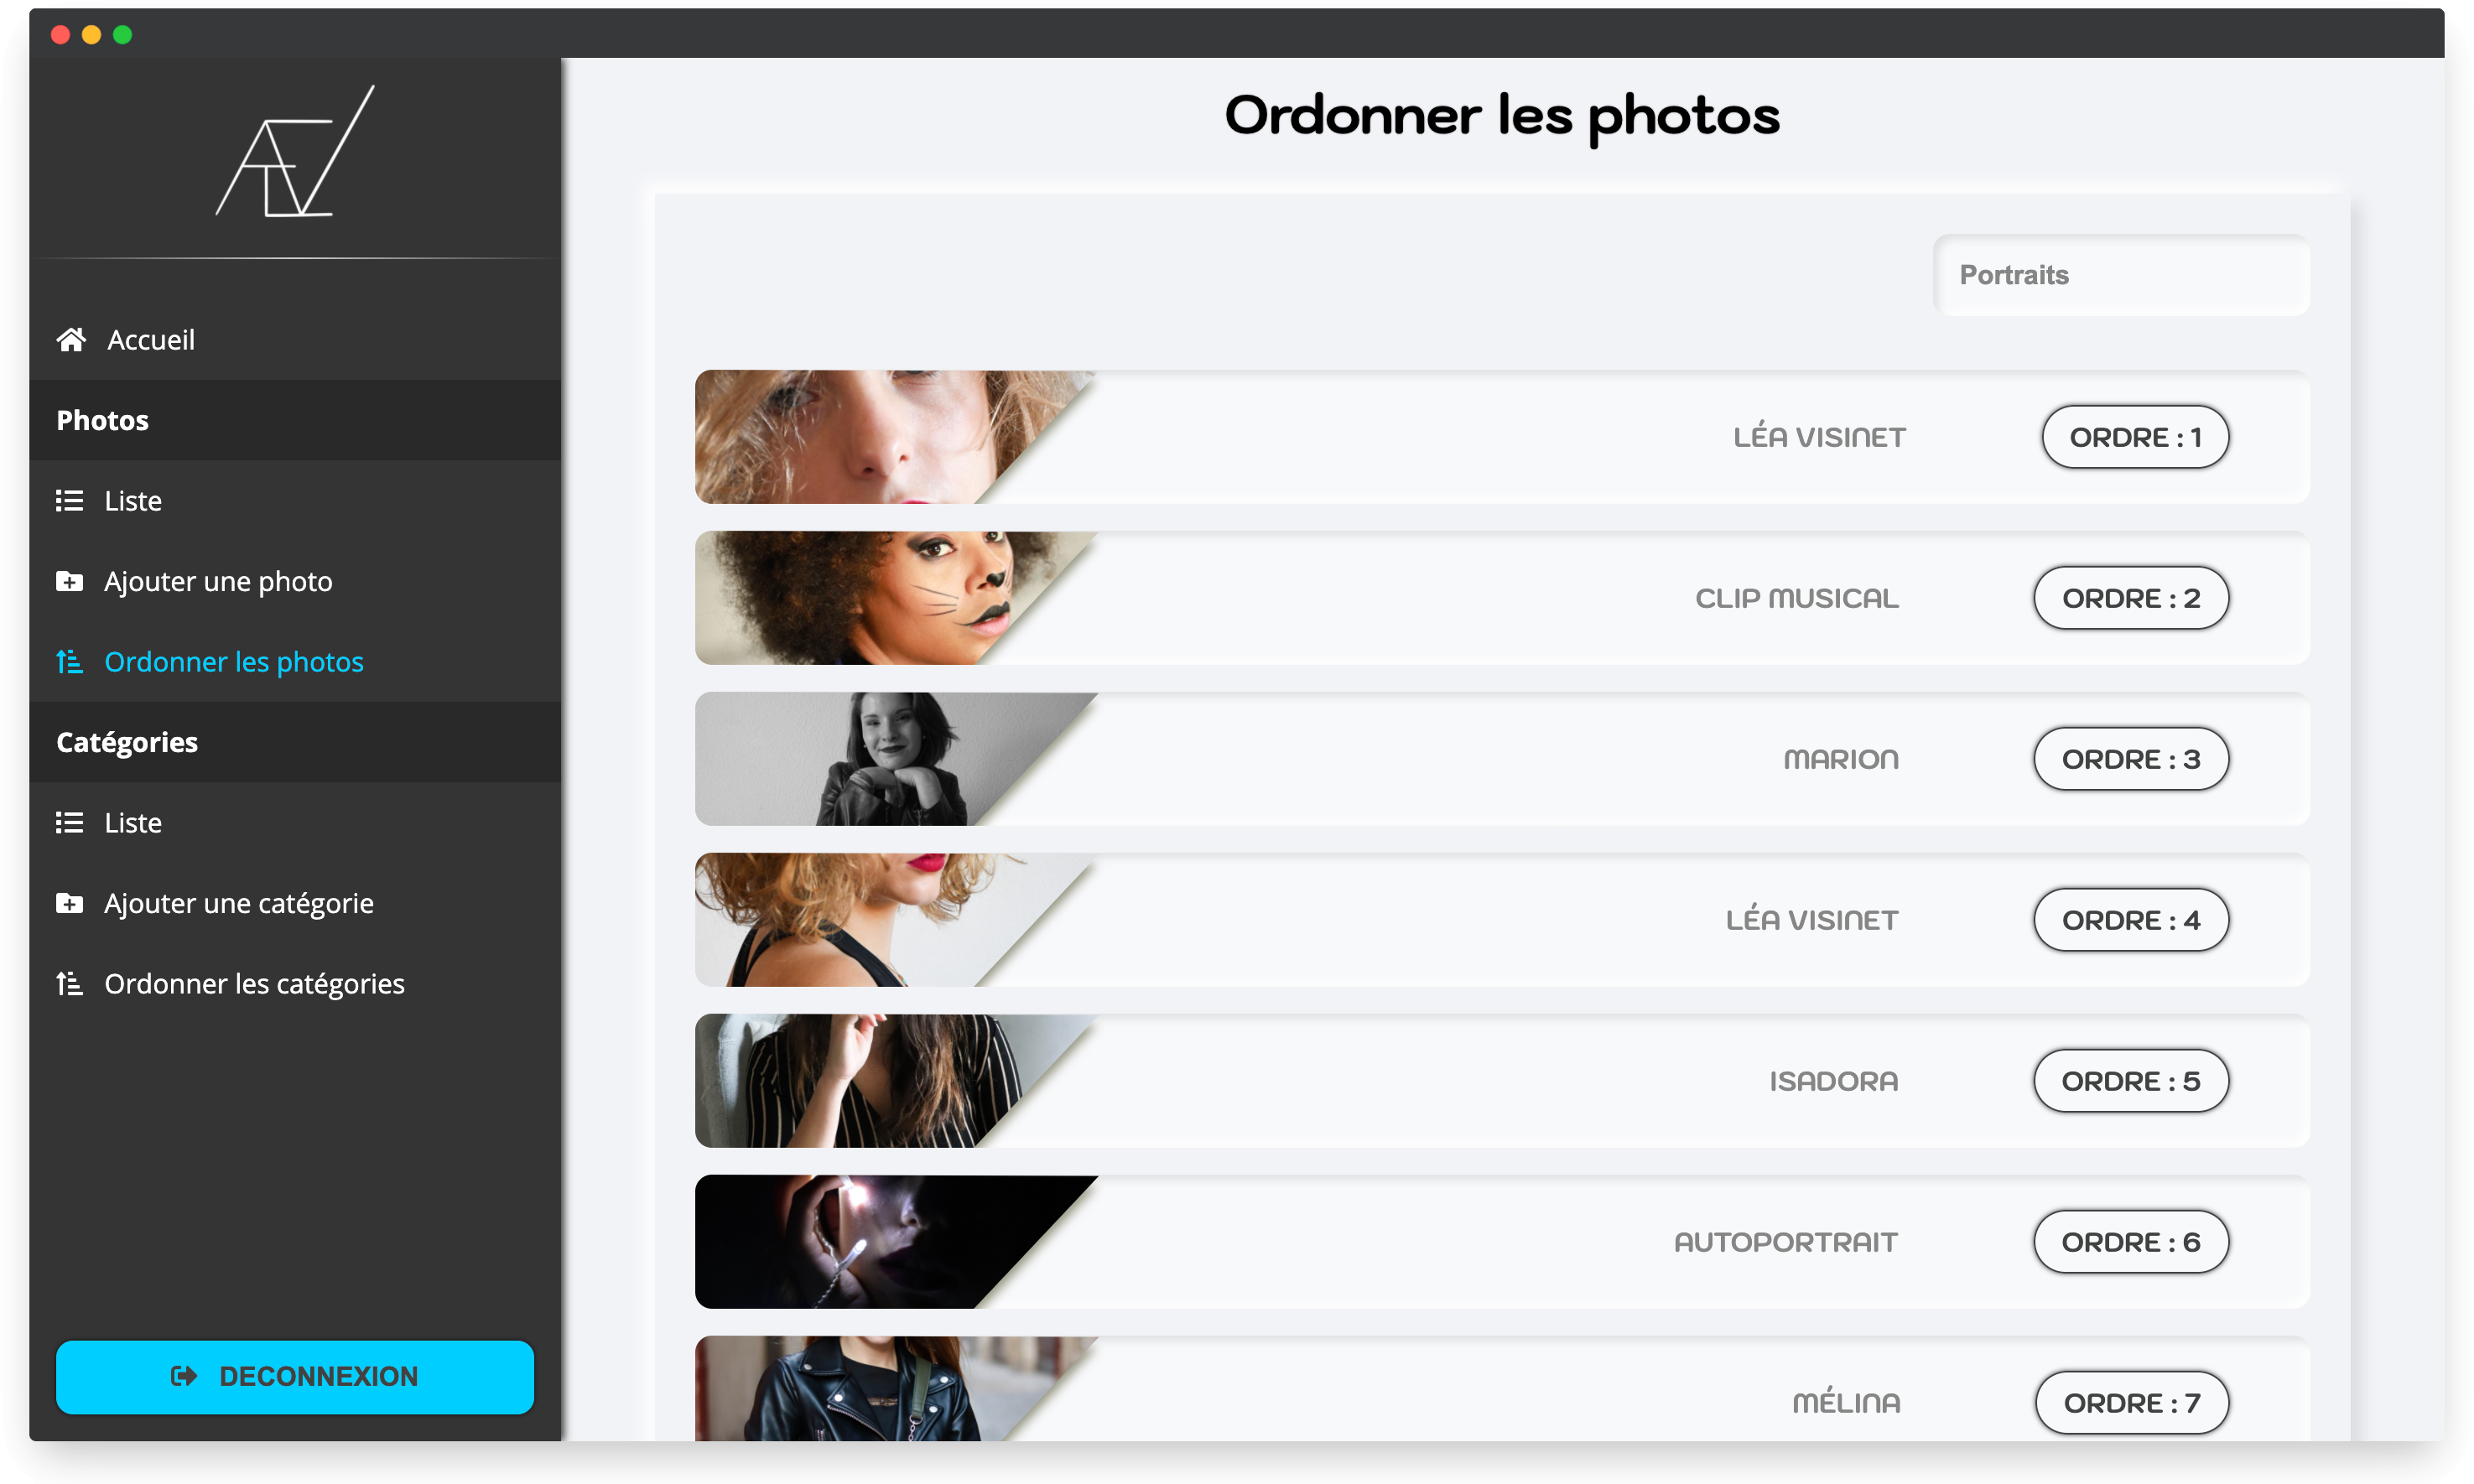 Accueil
Photos
Liste
Ajouter une photo
Ordonner les photos
Catégories
Liste
Ajouter une catégorie
Ordonner les catégories
DECONNEXION
Ordonner les photos
Portraits
LÉA VISINET ORDRE : 1
CLIP MUSICAL ORDRE : 2
MARION ORDRE : 3
LÉA VISINET ORDRE : 4
ISADORA ORDRE : 5
AUTOPORTRAIT ORDRE : 6
MÉLINA ORDRE : 7